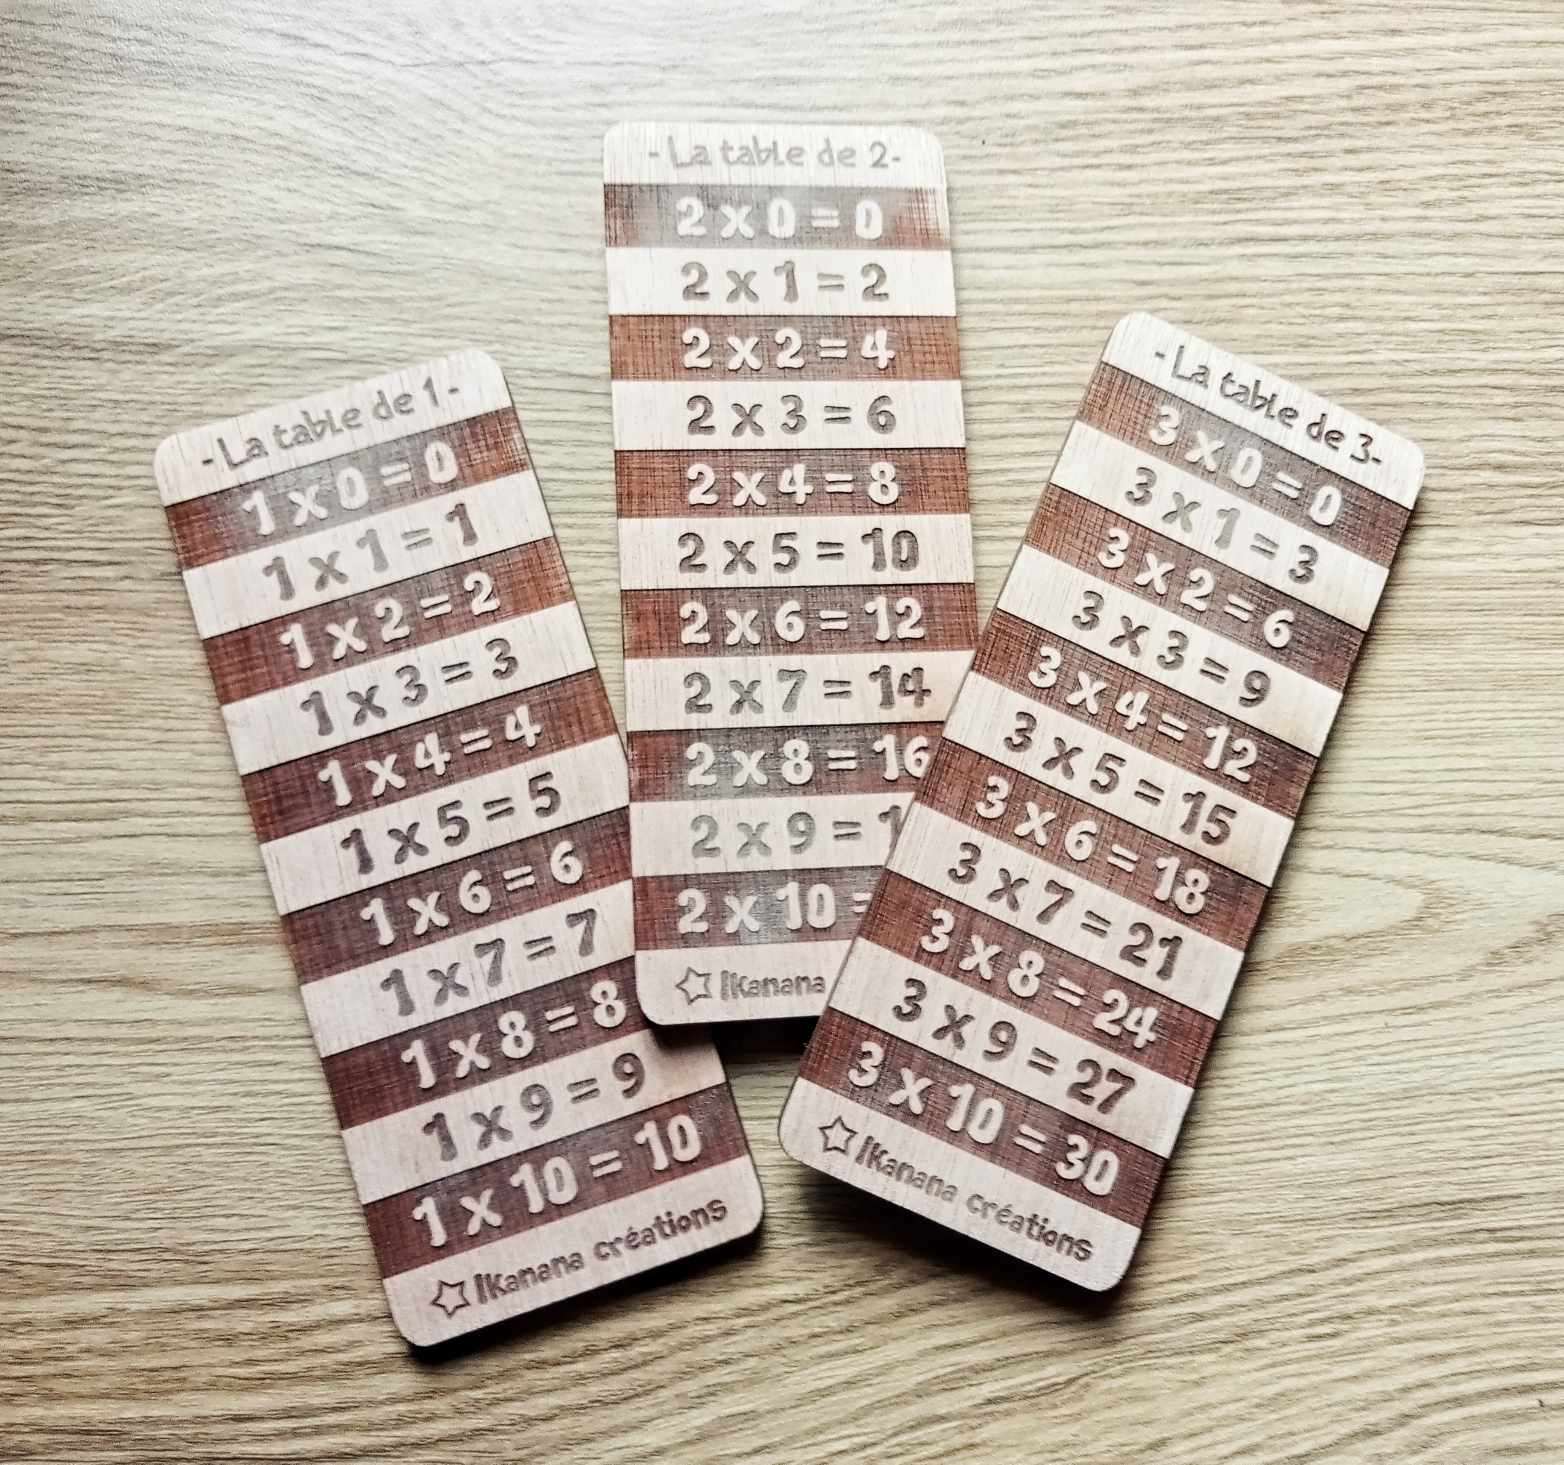 - La table de 1 -
1 x 0 = 0
1 x 1 = 1
1 x 2 = 2
1 x 3 = 3
1 x 4 = 4
1 x 5 = 5
1 x 6 = 6
1 x 7 = 7
1 x 8 = 8
1 x 9 = 9
1 x 10 = 10
Ikanana créations
- La table de 2 -
2 x 0 = 0
2 x 1 = 2
2 x 2 = 4
2 x 3 = 6
2 x 4 = 8
2 x 5 = 10
2 x 6 = 12
2 x 7 = 14
2 x 8 = 16
2 x 9 = 1
2 x 10 =
Ikanana
- La table de 3 -
3 x 0 = 0
3 x 1 = 3
3 x 2 = 6
3 x 3 = 9
3 x 4 = 12
3 x 5 = 15
3 x 6 = 18
3 x 7 = 21
3 x 8 = 24
3 x 9 = 27
3 x 10 = 30
Ikanana créations